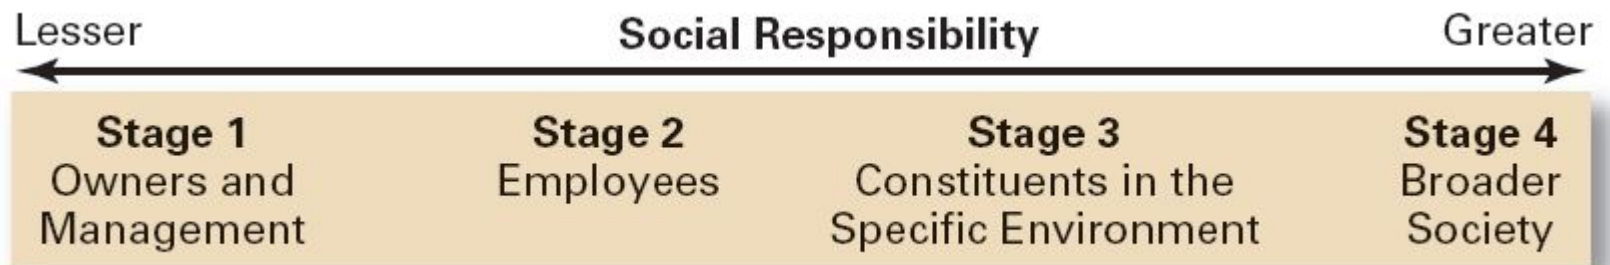 Lesser Social Responsibility Greater
Stage 1 Stage 2 Stage 3 Stage 4
Owners and Employees Constituents in the Broader
Management Specific Environment Society